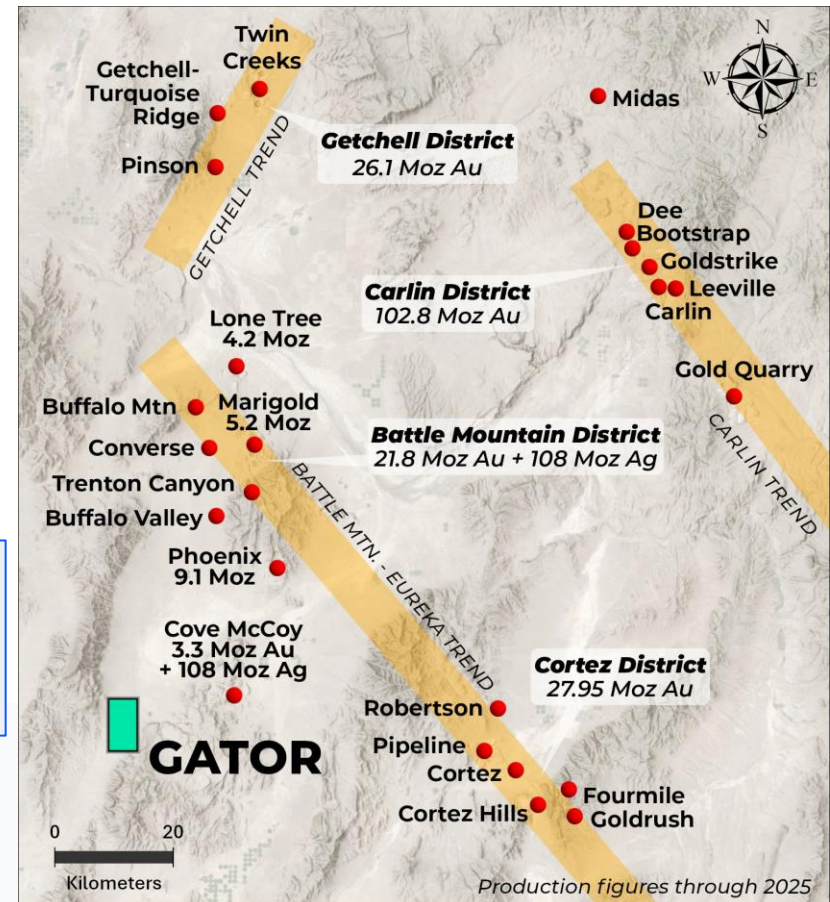 Twin
Creeks
Getchell-
Turquoise
Ridge
Pinson
GETCHELL TREND
Getchell District
26.1 Moz Au
N
W
E
S
Midas
Dee
Bootstrap
Goldstrike
Leeville
Carlin
Carlin District
102.8 Moz Au
Gold Quarry
CARLIN TREND
Lone Tree
4.2 Moz
Buffalo Mtn
Marigold
5.2 Moz
Converse
Battle Mountain District
21.8 Moz Au + 108 Moz Ag
Trenton Canyon
Buffalo Valley
BATTLE MTN. - EUREKA TREND
Phoenix
9.1 Moz
Cove McCoy
3.3 Moz Au
+ 108 Moz Ag
Cortez District
27.95 Moz Au
Robertson
Pipeline
Cortez
Cortez Hills
Fourmile
Goldrush
GATOR
0 20
Kilometers
Production figures through 2025